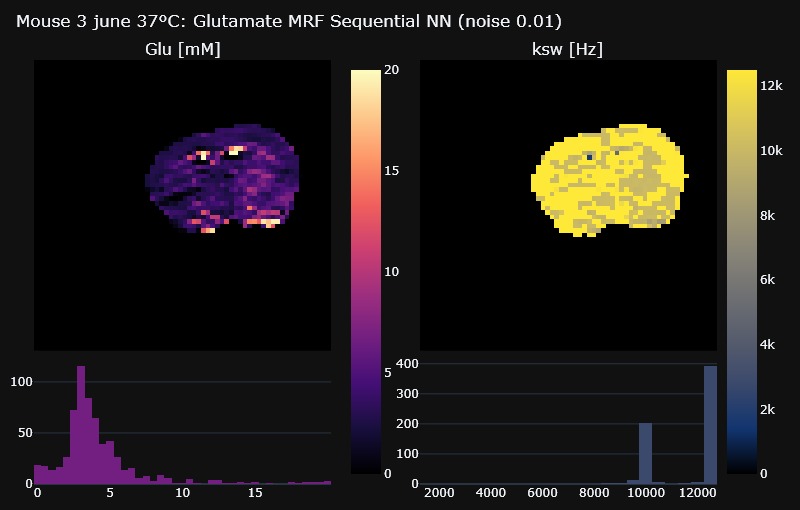 Mouse 3 june 37ºC: Glutamate MRF Sequential NN (noise 0.01)
Glu [mM]
ksw [Hz]
20
15
10
5
0
12k
10k
8k
6k
4k
2k
0
100
50
0
0 5 10 15
400
300
200
100
0
2000 4000 6000 8000 10000 12000